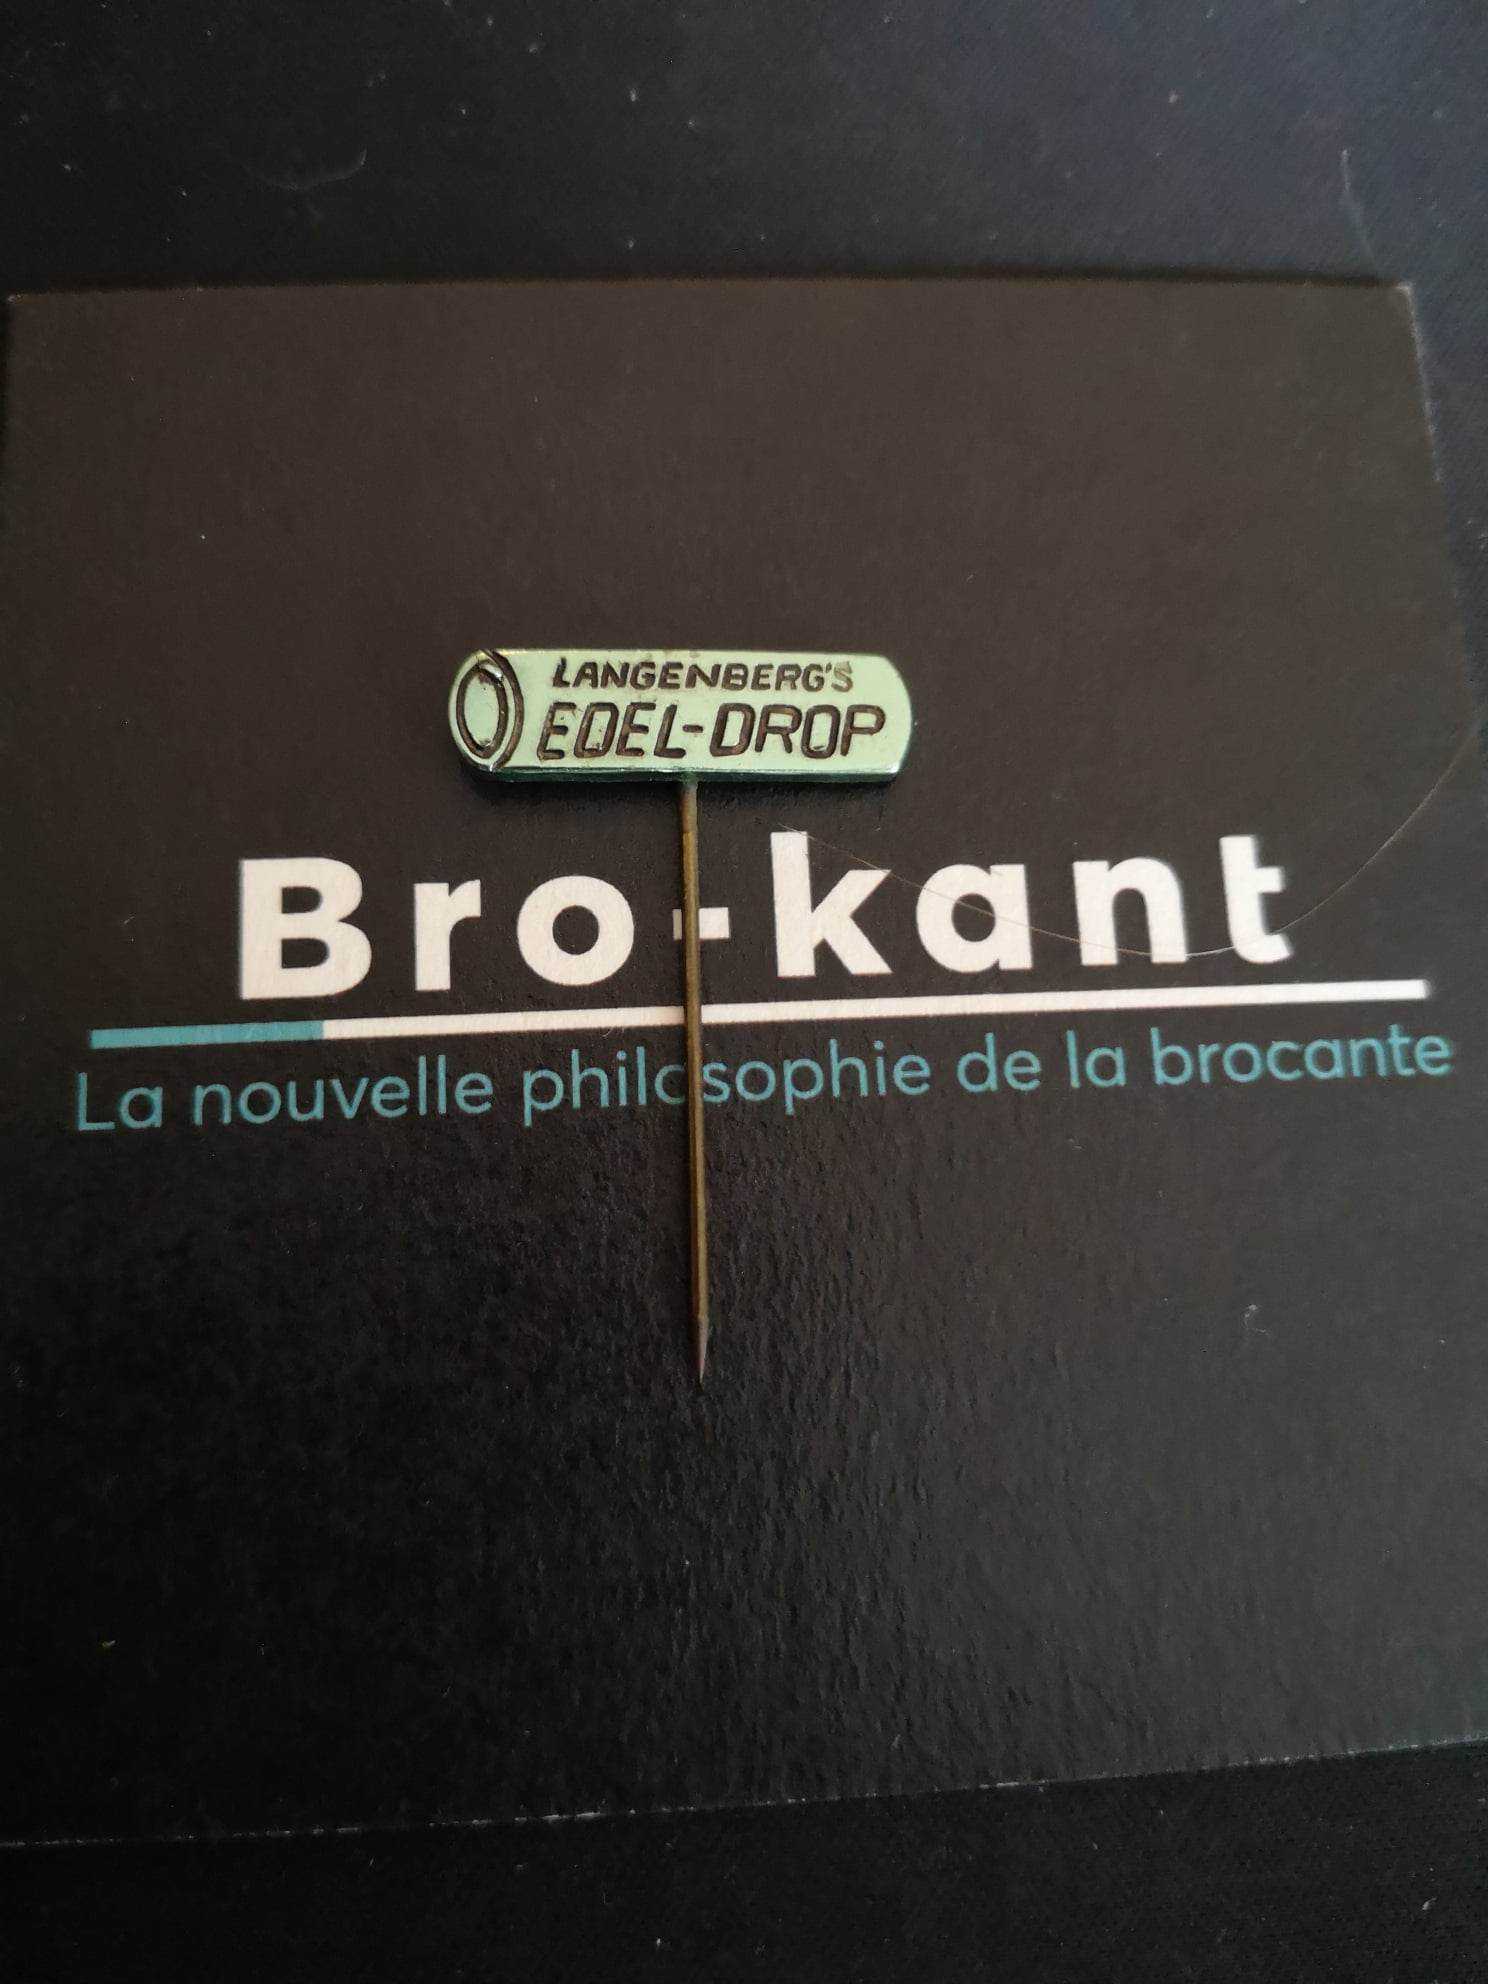 LANGENBERG'S
EDEL-DROP
Bro-kant
La nouvelle philosophie de la brocante